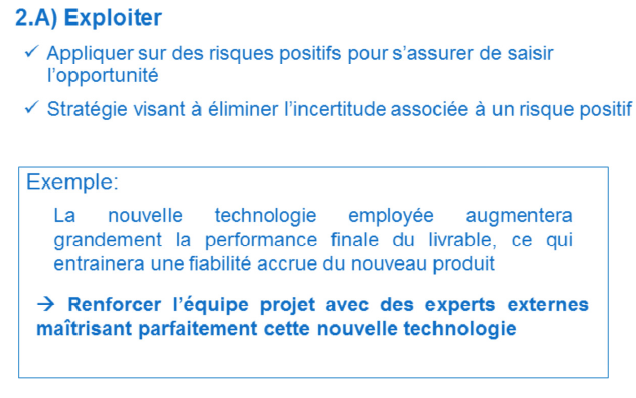 2.A) Exploiter
✓ Appliquer sur des risques positifs pour s'assurer de saisir
l'opportunité
✓ Stratégie visant à éliminer l'incertitude associée à un risque positif
Exemple:
La nouvelle technologie employée augmentera
grandement la performance finale du livrable, ce qui
entrainera une fiabilité accrue du nouveau produit
→ Renforcer l'équipe projet avec des experts externes
maîtrisant parfaitement cette nouvelle technologie